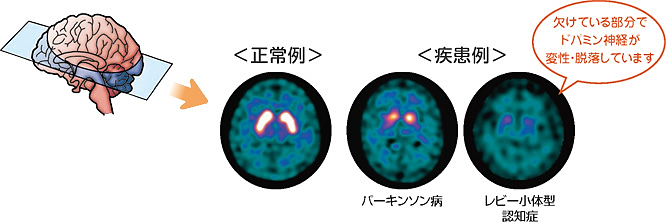 ＜正常例＞
＜疾患例＞
欠けている部分で
ドパミン神経が
変性・脱落しています
パーキンソン病
レビー小体型
認知症